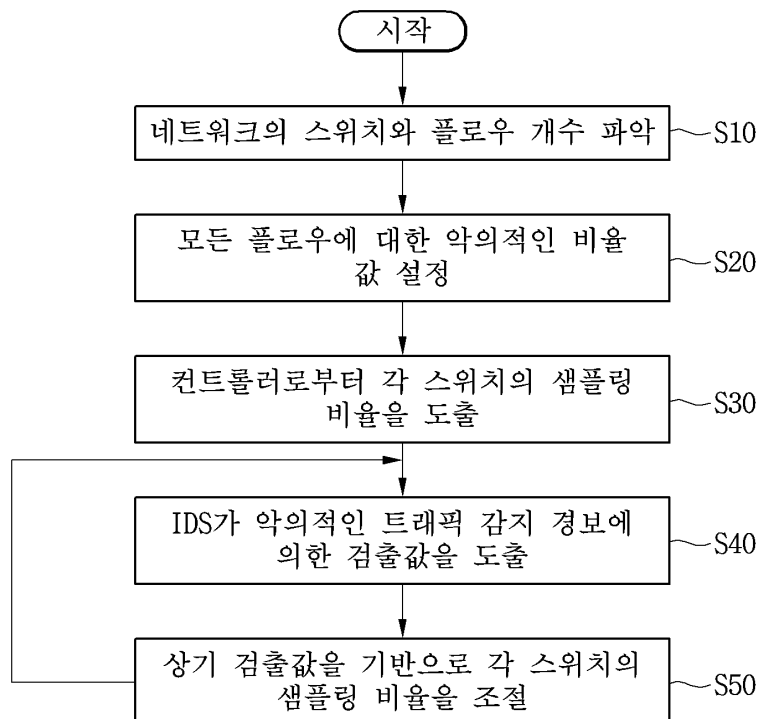 시작
네트워크의 스위치와 플로우 개수 파악
S10
모든 플로우에 대한 악의적인 비율
값 설정
S20
컨트롤러로부터 각 스위치의 샘플링
비율을 도출
S30
IDS가 악의적인 트래픽 감지 경보에
의한 검출값을 도출
S40
상기 검출값을 기반으로 각 스위치의
샘플링 비율을 조절
S50